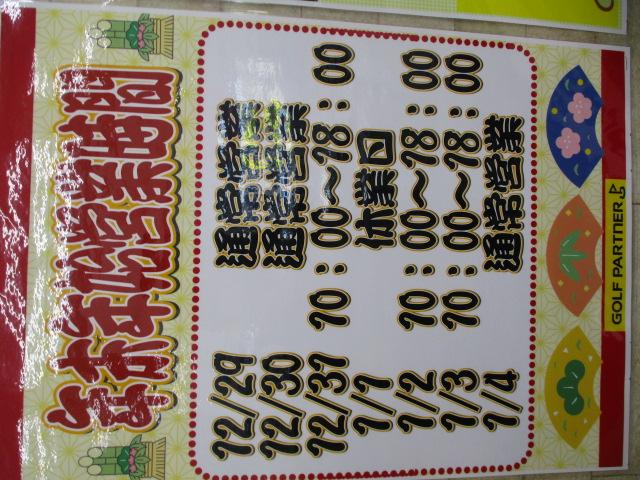 年末年始営業時間
12/29 通常営業
12/30 通常営業
12/31 10:00~18:00
1/1 休業日
1/2 10:00~18:00
1/3 10:00~18:00
1/4 通常営業
GOLF PARTNER